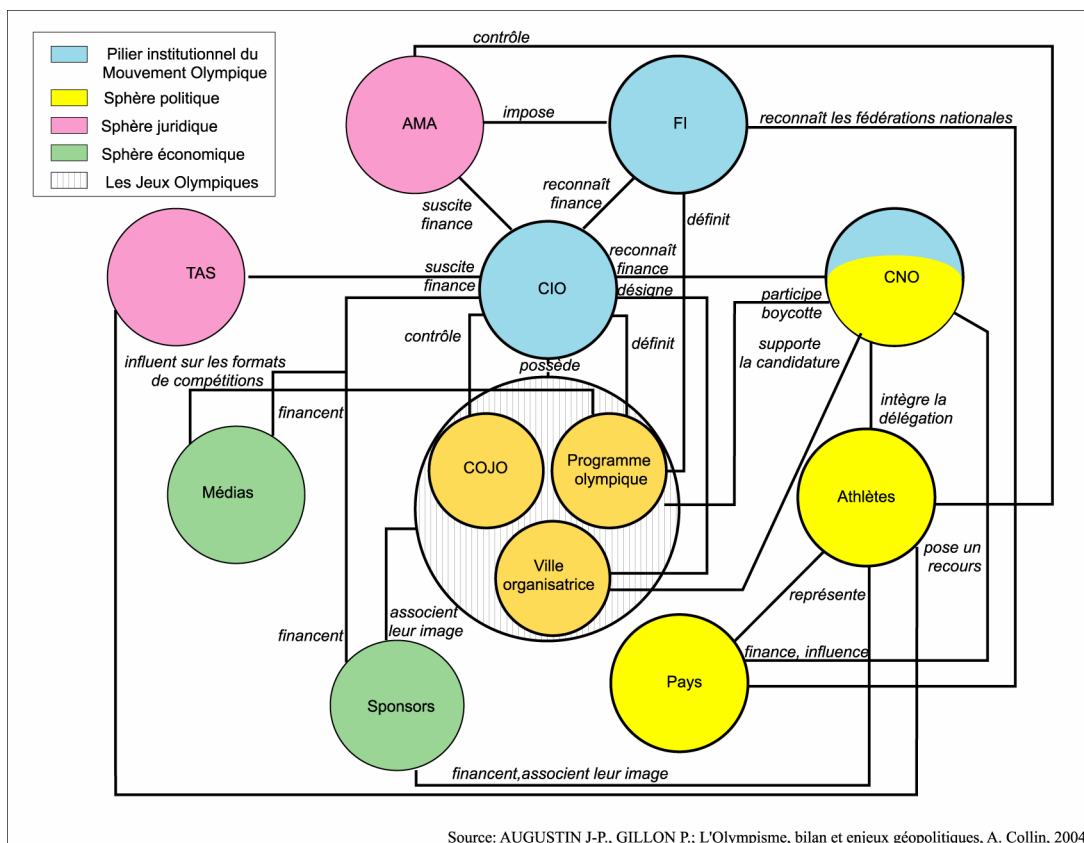 contrôle
Pilier institutionnel du
Mouvement Olympique
Sphère politique
Sphère juridique
Sphère économique
Les Jeux Olympiques
AMA
impose
FI
reconnaît les fédérations nationales
suscite
finance
reconnaît
finance
définit
TAS
suscite
finance
CIO
reconnaît
finance
désigne
CNO
participe
boycotte
contrôle
définit
supporte
la candidature
possède
influent sur les formats
de compétitions
financent
intègre la
délégation
COJO
Programme
olympique
Médias
Athlètes
pose un
recours
Ville
organisatrice
représente
associent
leur image
financent
finance, influence
Pays
Sponsors
financent,associent leur image
Source: AUGUSTIN J-P., GILLON P.; L'Olympisme, bilan et enjeux géopolitiques, A. Collin, 2004